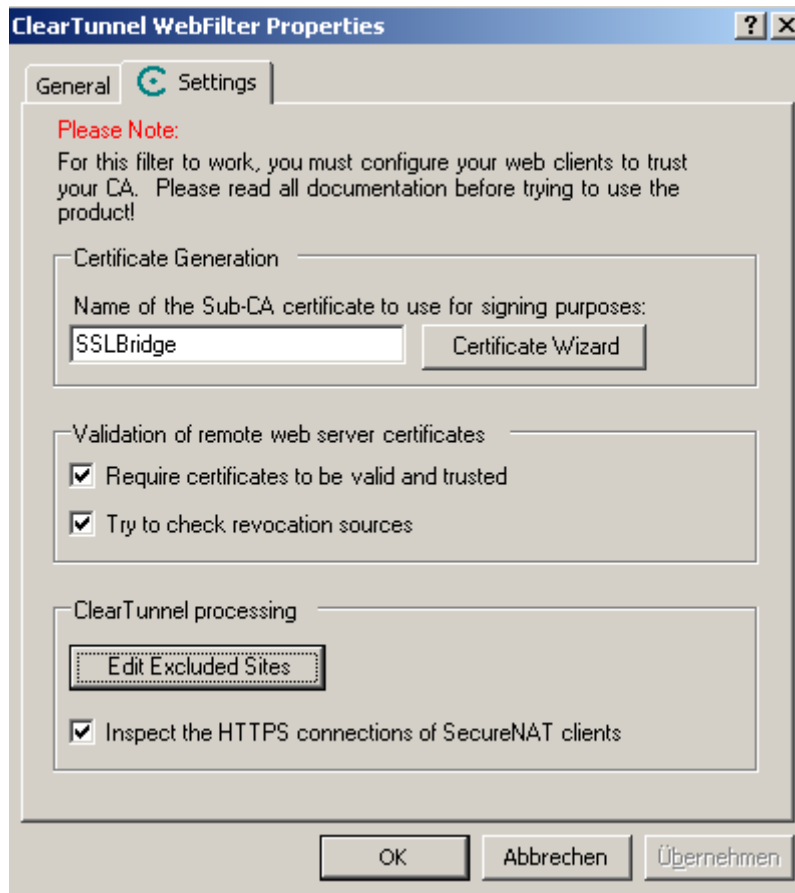 ClearTunnel WebFilter Properties
General
Settings
Please Note:
For this filter to work, you must configure your web clients to trust
your CA. Please read all documentation before trying to use the
product!
Certificate Generation
Name of the Sub-CA certificate to use for signing purposes:
SSLBridge
Certificate Wizard
Validation of remote web server certificates
Require certificates to be valid and trusted
Try to check revocation sources
ClearTunnel processing
Edit Excluded Sites
Inspect the HTTPS connections of SecureNAT clients
OK
Abbrechen
Übernehmen